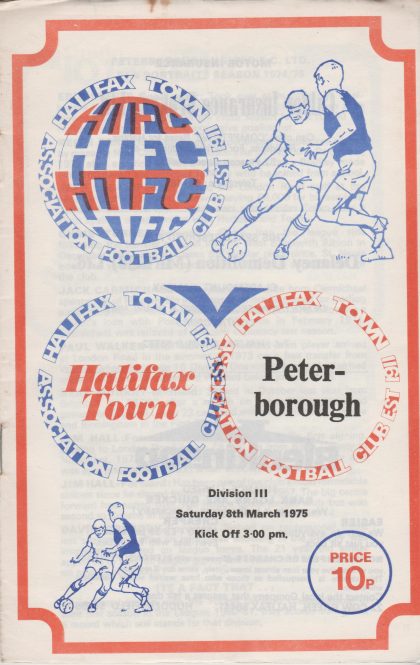 HALIFAX TOWN
ASSOCIATION FOOTBALL CLUB EST 1911
HTFC
HTFC
HTFC
HTFC
HALIFAX TOWN
ASSOCIATION FOOTBALL CLUB EST 1911
Halifax
Town
HALIFAX TOWN
ASSOCIATION FOOTBALL CLUB EST 1911
Peter-
borough
Division III
Saturday 8th March 1975
Kick Off 3·00 pm.
PRICE
10P